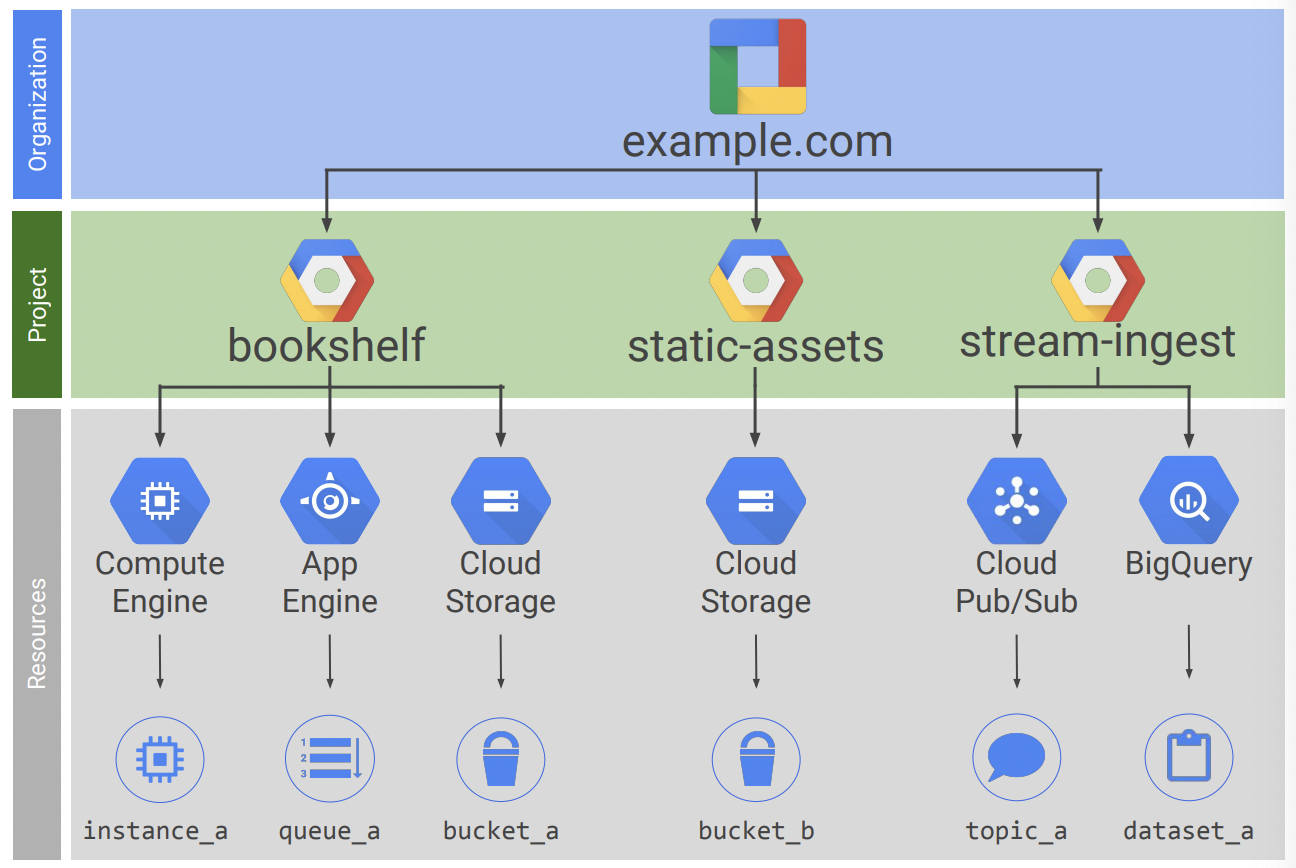 Organization
example.com
Project
bookshelf
static-assets
stream-ingest
Resources
Compute
Engine
App
Engine
Cloud
Storage
Cloud
Storage
Cloud
Pub/Sub
BigQuery
1
2
3
instance_a
queue_a
bucket_a
bucket_b
topic_a
dataset_a